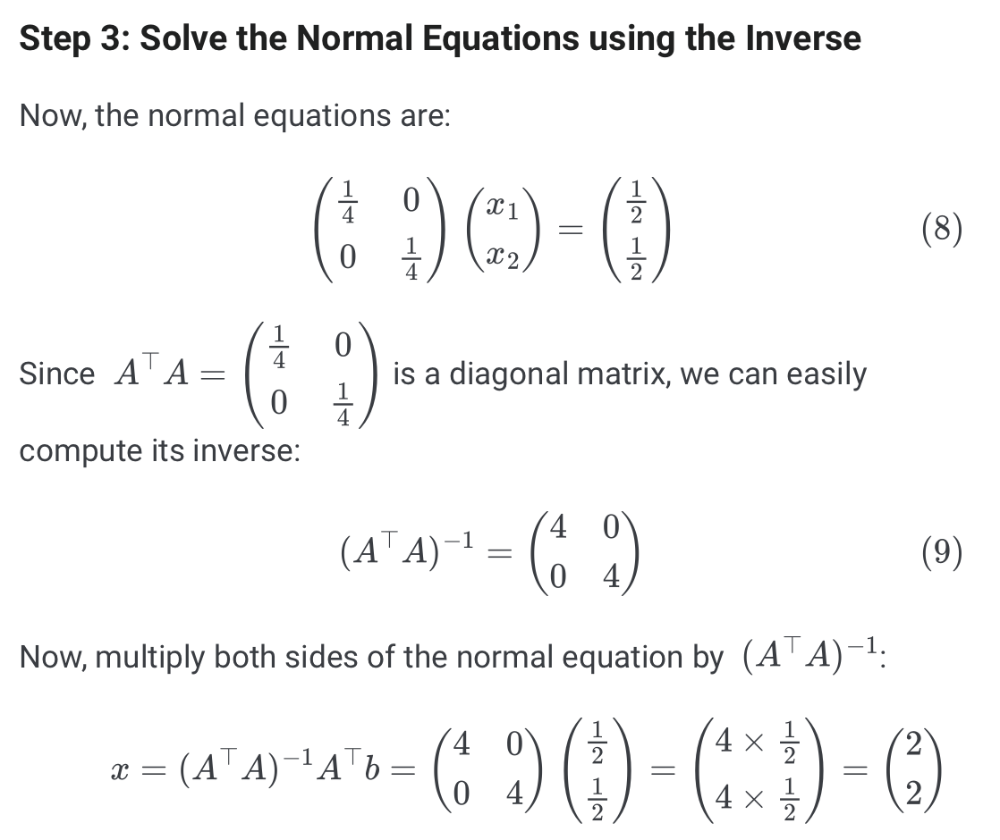 Step 3: Solve the Normal Equations using the Inverse
Now, the normal equations are:
$$\begin{pmatrix} \frac{1}{4} & 0 \\ 0 & \frac{1}{4} \end{pmatrix} \begin{pmatrix} x_1 \\ x_2 \end{pmatrix} = \begin{pmatrix} \frac{1}{2} \\ \frac{1}{2} \end{pmatrix} \quad (8)$$
Since $A^\top A = \begin{pmatrix} \frac{1}{4} & 0 \\ 0 & \frac{1}{4} \end{pmatrix}$ is a diagonal matrix, we can easily
compute its inverse:
$$(A^\top A)^{-1} = \begin{pmatrix} 4 & 0 \\ 0 & 4 \end{pmatrix} \quad (9)$$
Now, multiply both sides of the normal equation by $(A^\top A)^{-1}$:
$$x = (A^\top A)^{-1} A^\top b = \begin{pmatrix} 4 & 0 \\ 0 & 4 \end{pmatrix} \begin{pmatrix} \frac{1}{2} \\ \frac{1}{2} \end{pmatrix} = \begin{pmatrix} 4 \times \frac{1}{2} \\ 4 \times \frac{1}{2} \end{pmatrix} = \begin{pmatrix} 2 \\ 2 \end{pmatrix}$$